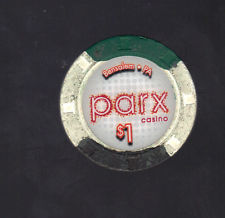 Bensalem • PA
parx
casino
$1